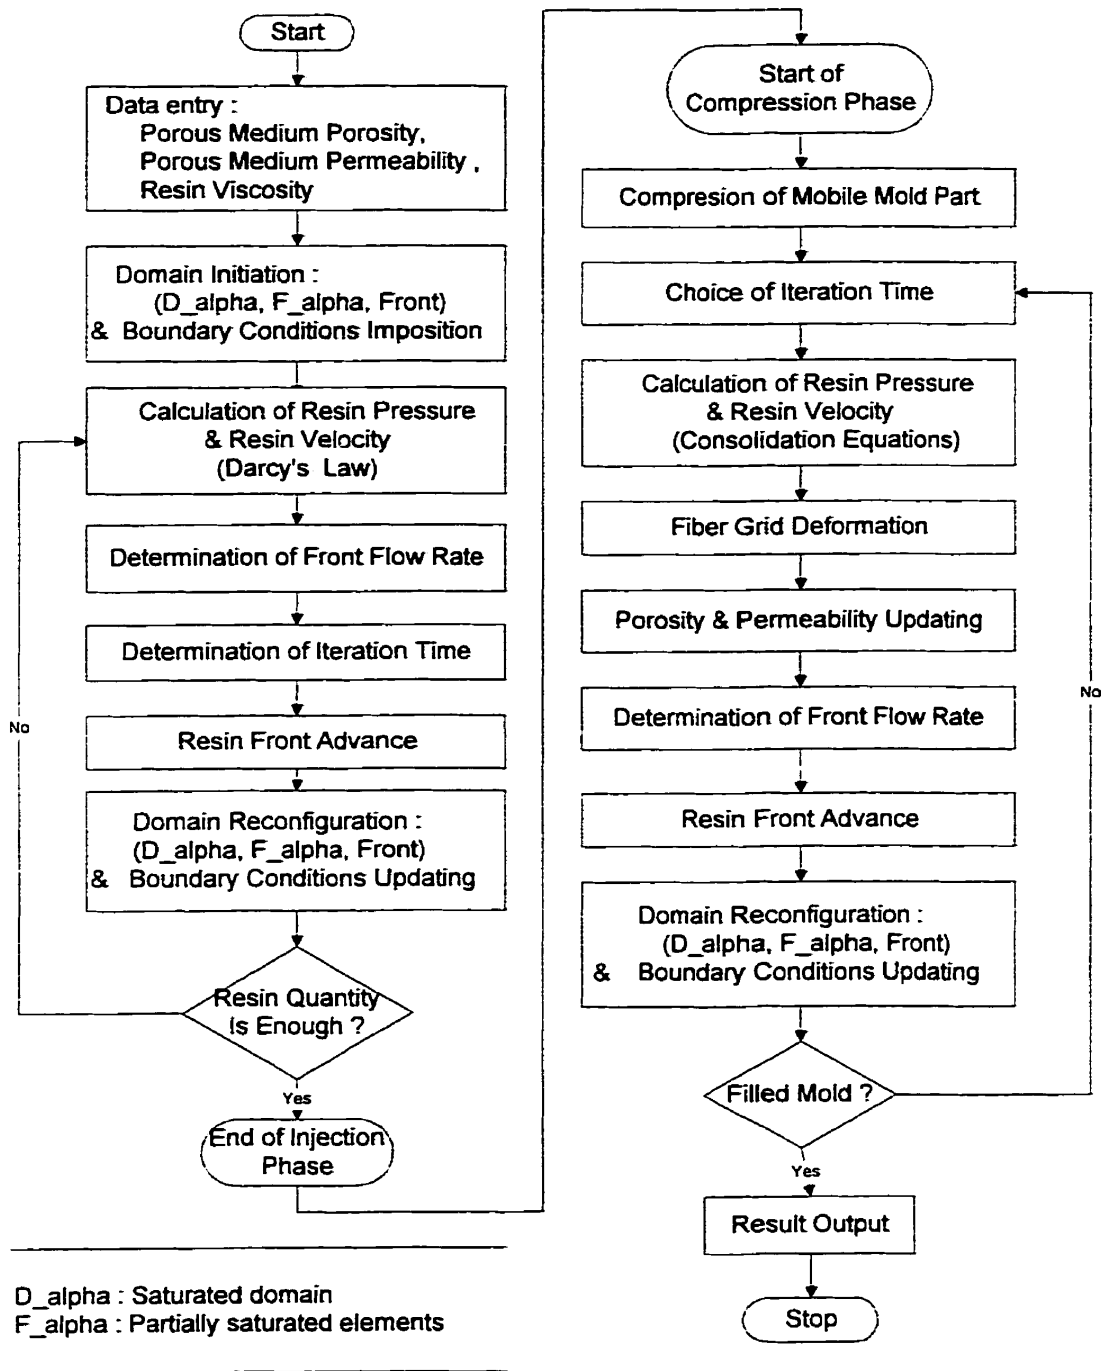 Start
Data entry :
Porous Medium Porosity,
Porous Medium Permeability ,
Resin Viscosity
Domain Initiation :
(D_alpha, F_alpha, Front)
& Boundary Conditions Imposition
Calculation of Resin Pressure
& Resin Velocity
(Darcy's Law)
Determination of Front Flow Rate
Determination of Iteration Time
No
Resin Front Advance
Domain Reconfiguration :
(D_alpha, F_alpha, Front)
& Boundary Conditions Updating
Resin Quantity
Is Enough ?
Yes
End of Injection
Phase
D_alpha : Saturated domain
F_alpha : Partially saturated elements
Start of
Compression Phase
Compresion of Mobile Mold Part
Choice of Iteration Time
Calculation of Resin Pressure
& Resin Velocity
(Consolidation Equations)
Fiber Grid Deformation
Porosity & Permeability Updating
No
Determination of Front Flow Rate
Resin Front Advance
Domain Reconfiguration :
(D_alpha, F_alpha, Front)
& Boundary Conditions Updating
Filled Mold ?
Yes
Result Output
Stop